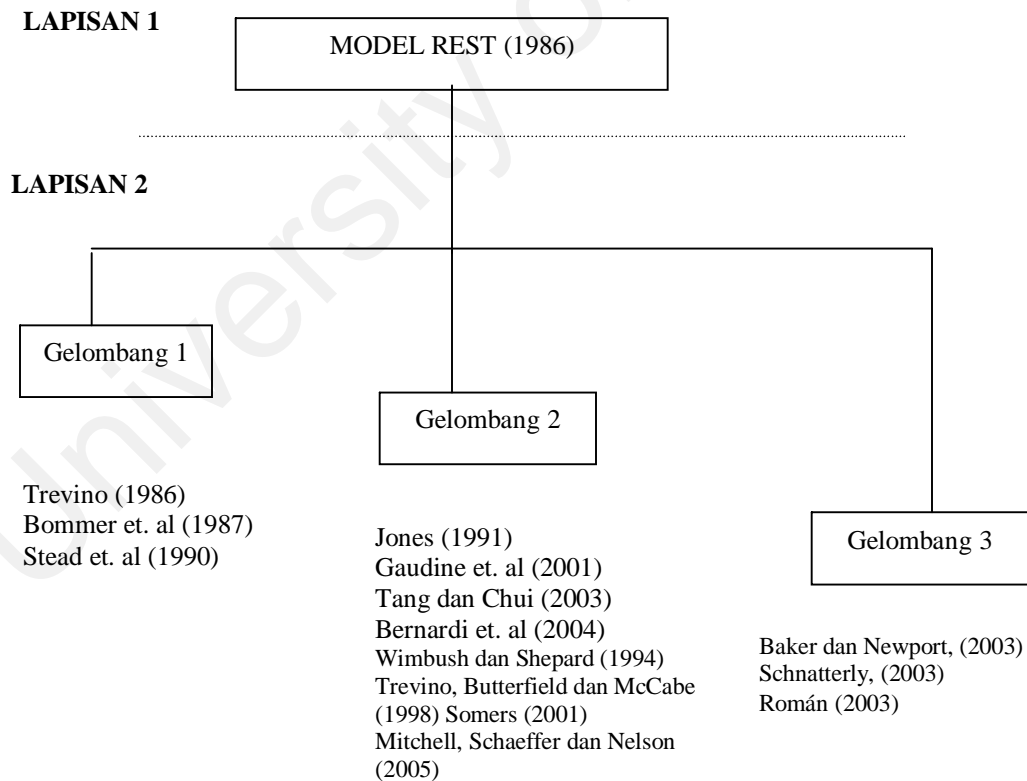 LAPISAN 1
MODEL REST (1986)
LAPISAN 2
Gelombang 1
Trevino (1986)
Bommer et. al (1987)
Stead et. al (1990)
Gelombang 2
Jones (1991)
Gaudine et. al (2001)
Tang dan Chui (2003)
Bernardi et. al (2004)
Wimbush dan Shepard (1994)
Trevino, Butterfield dan McCabe
(1998) Somers (2001)
Mitchell, Schaeffer dan Nelson
(2005)
Gelombang 3
Baker dan Newport, (2003)
Schnatterly, (2003)
Román (2003)
University of